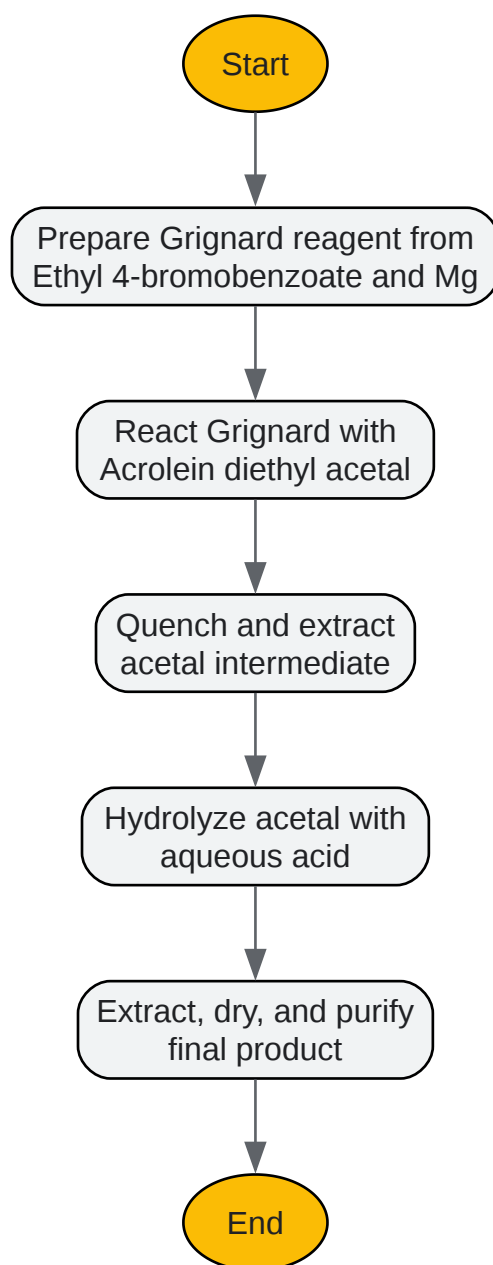 Start
Prepare Grignard reagent from
Ethyl 4-bromobenzoate and Mg
React Grignard with
Acrolein diethyl acetal
Quench and extract
acetal intermediate
Hydrolyze acetal with
aqueous acid
Extract, dry, and purify
final product
End